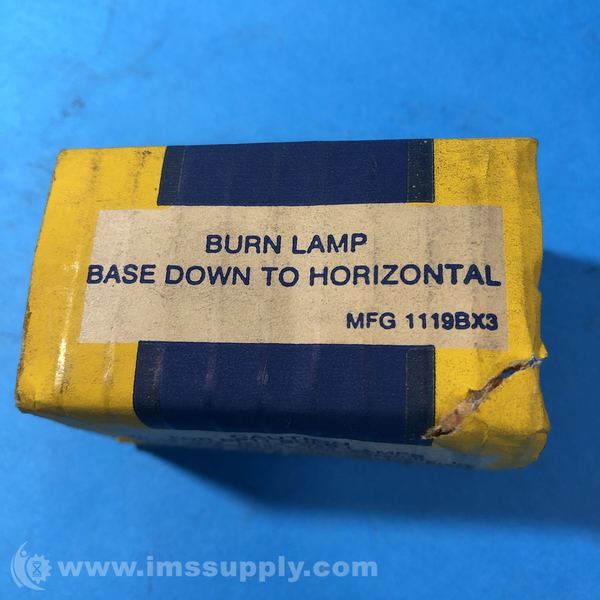 BURN LAMP
BASE DOWN TO HORIZONTAL
MFG 1119BX3
www.imssupply.com